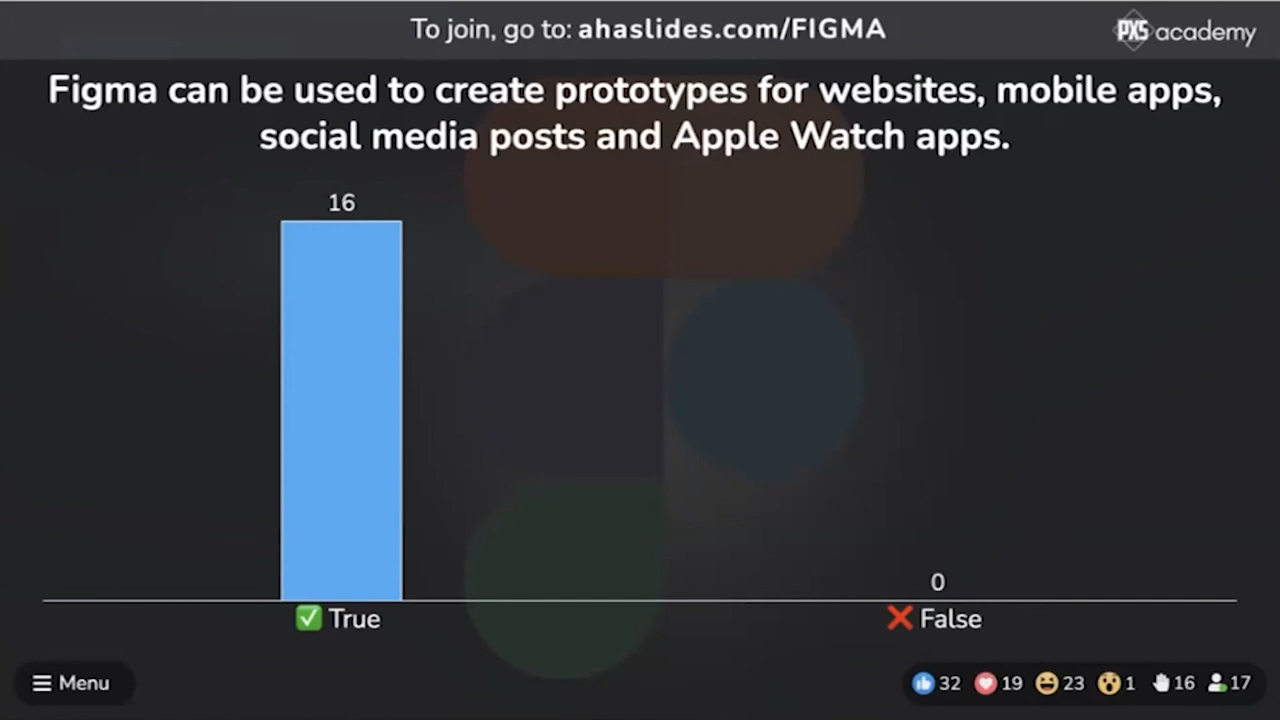 To join, go to: ahaslides.com/FIGMA
PXS academy
Figma can be used to create prototypes for websites, mobile apps,
social media posts and Apple Watch apps.
16
0
✅ True
❌ False
Menu
32 19 23 1 16 17